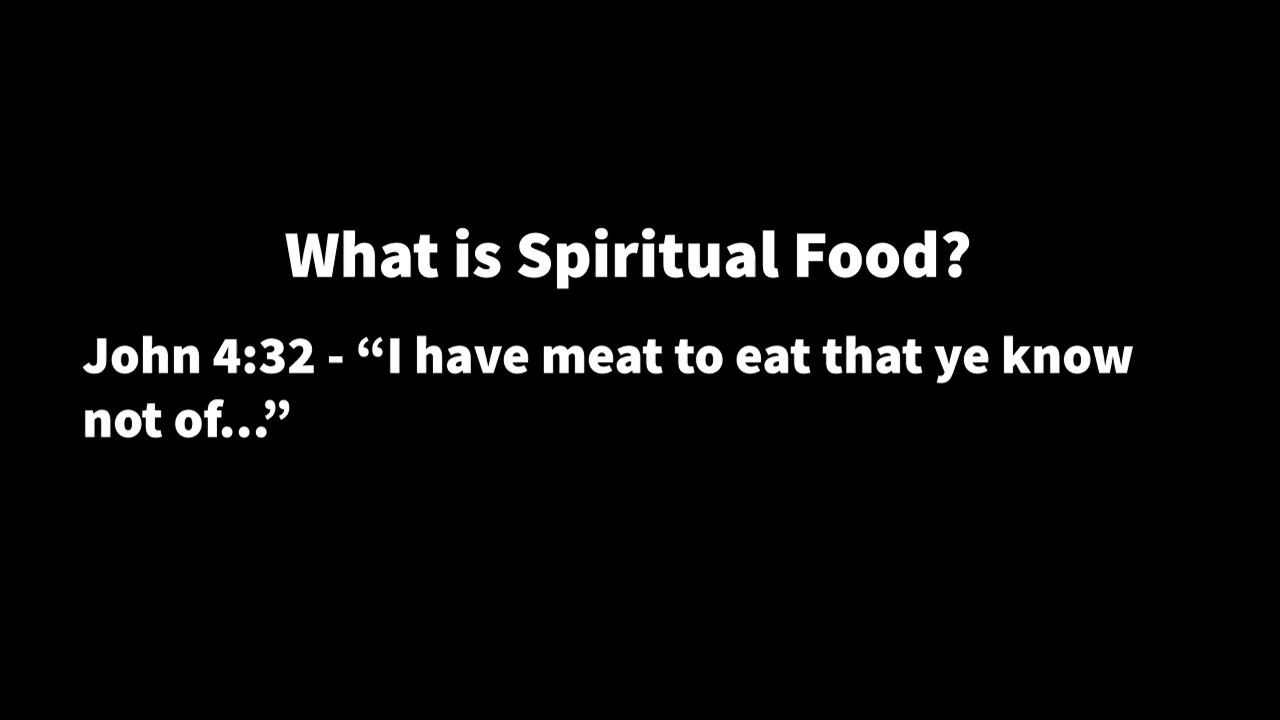 What is Spiritual Food?
John 4:32 - “I have meat to eat that ye know
not of...”